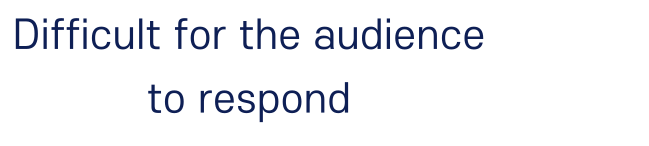 Difficult for the audience
to respond